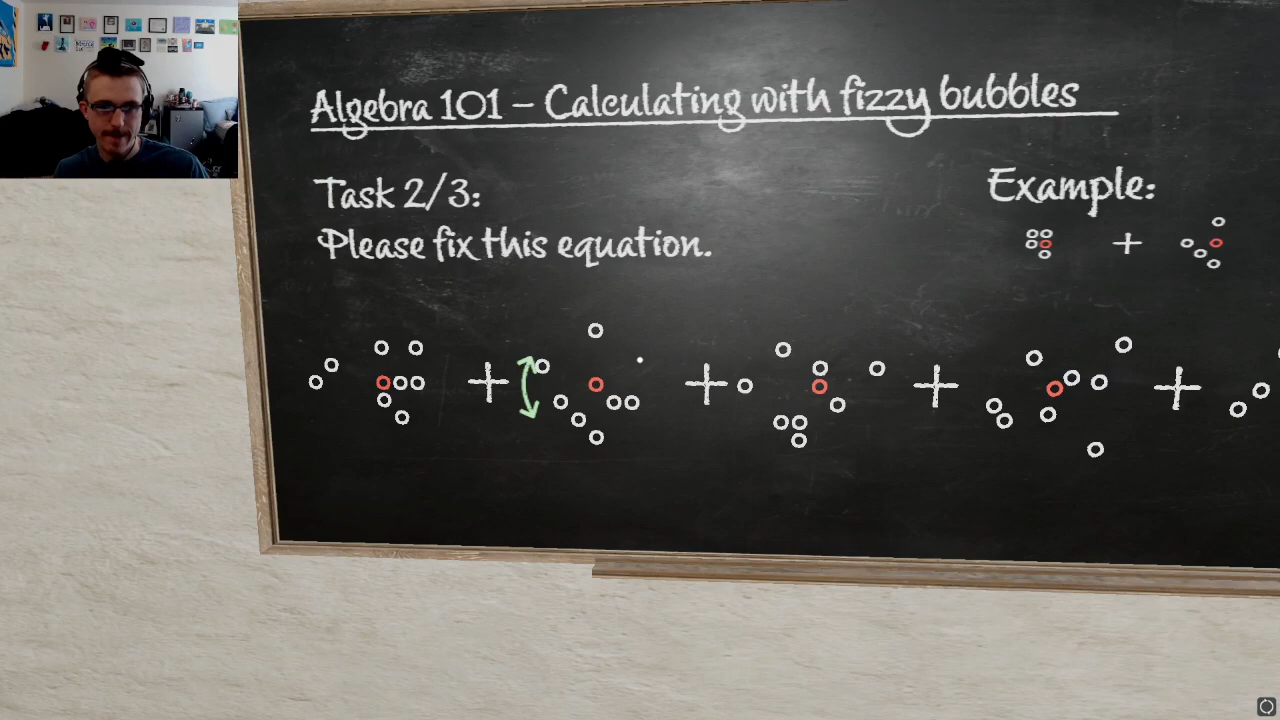 Algebra 101 – Calculating with fizzy bubbles
Task 2/3:
Please fix this equation.
Example:
+
+ + + +